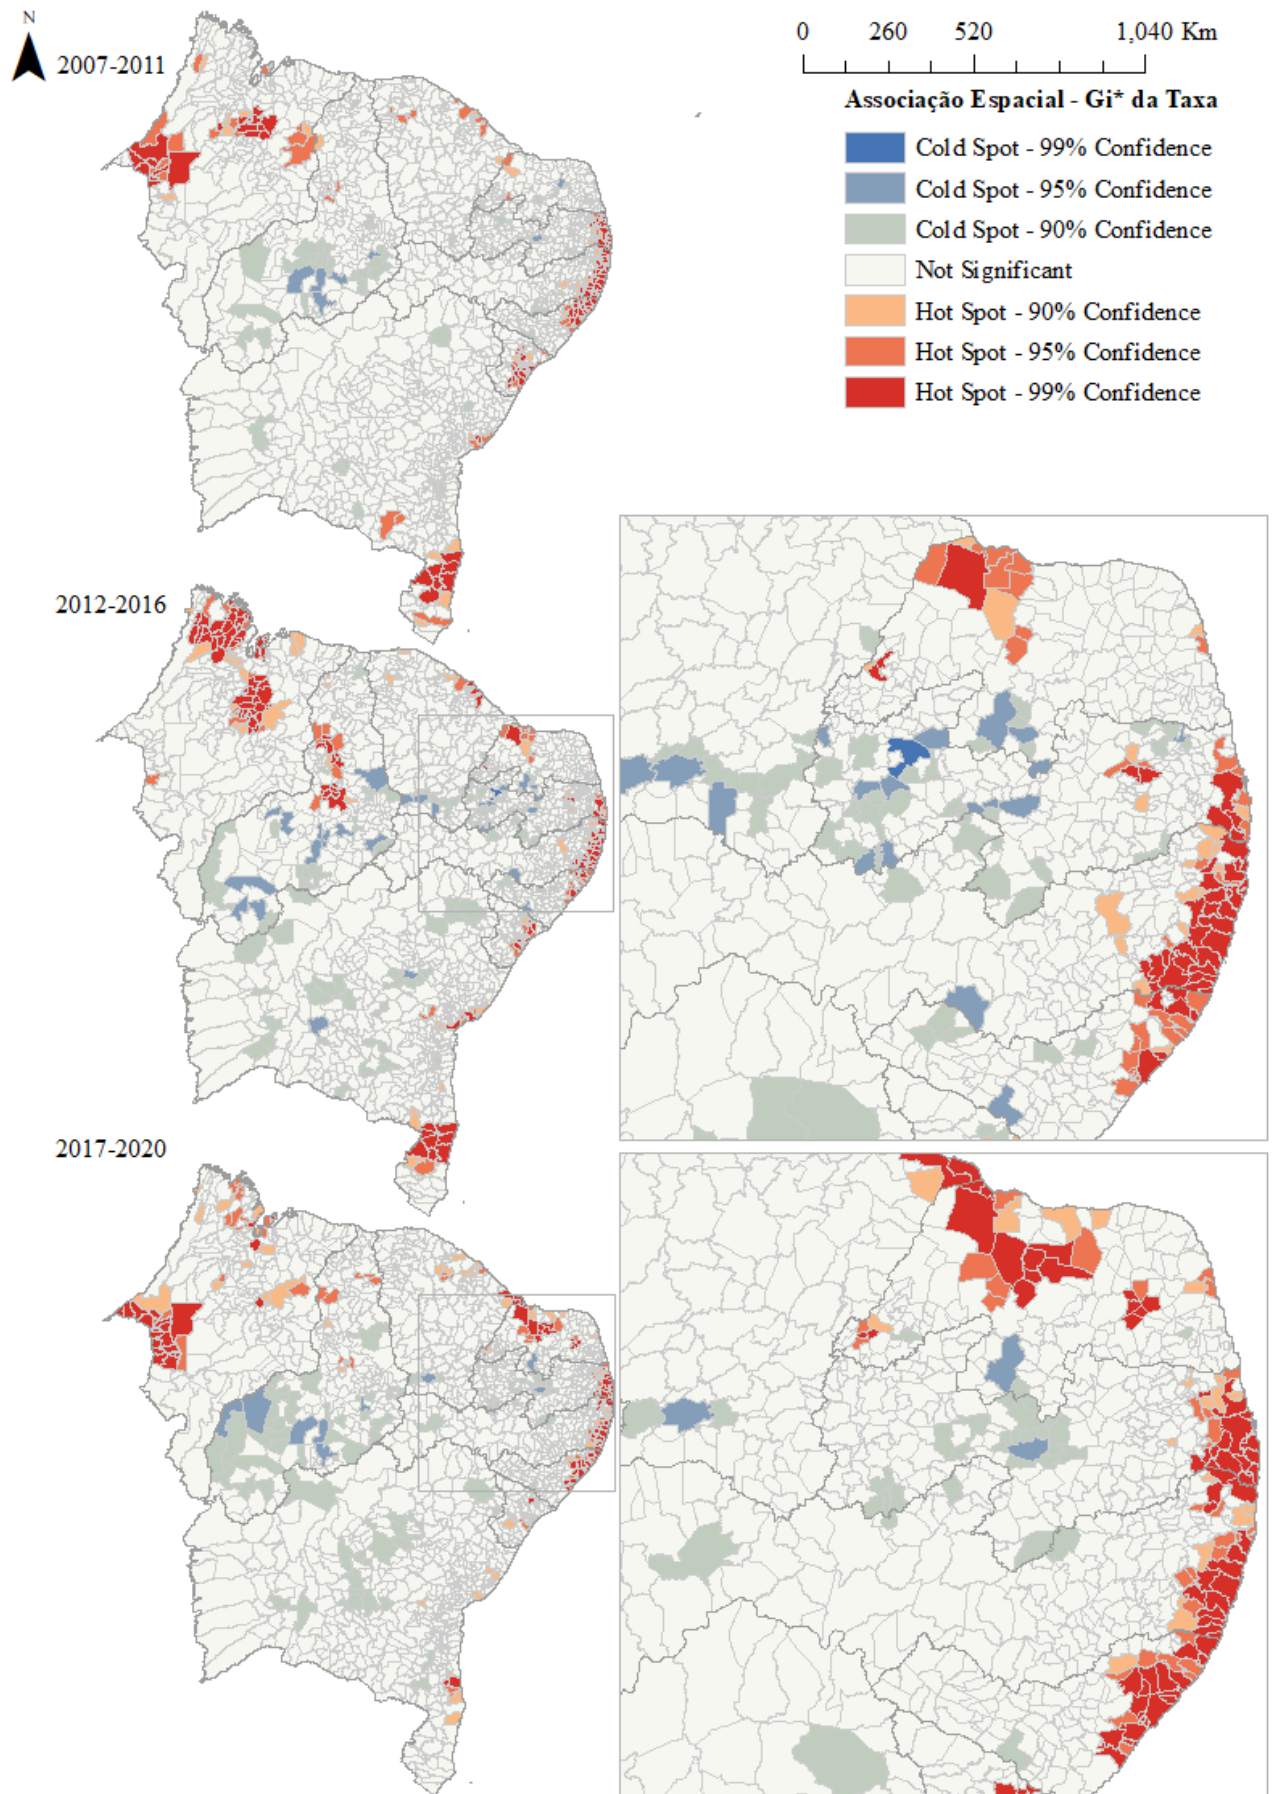 N
2007-2011
0 260 520 1,040 Km
Associação Espacial - Gi* da Taxa
Cold Spot - 99% Confidence
Cold Spot - 95% Confidence
Cold Spot - 90% Confidence
Not Significant
Hot Spot - 90% Confidence
Hot Spot - 95% Confidence
Hot Spot - 99% Confidence
2012-2016
2017-2020